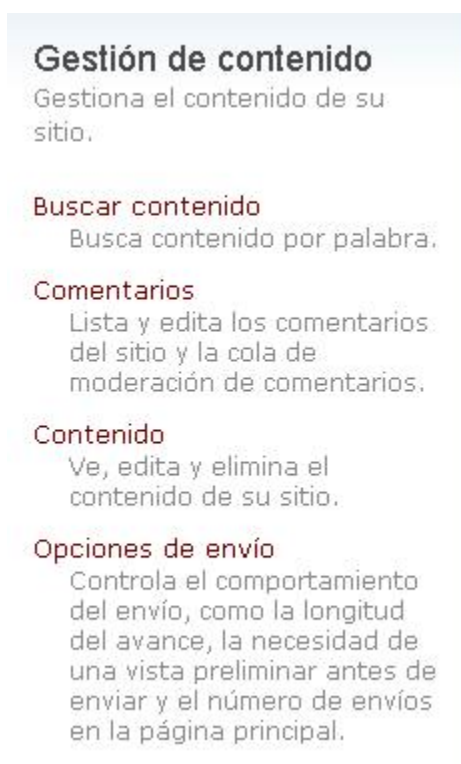 Gestión de contenido
Gestiona el contenido de su
sitio.
Buscar contenido
Busca contenido por palabra.
Comentarios
Lista y edita los comentarios
del sitio y la cola de
moderación de comentarios.
Contenido
Ve, edita y elimina el
contenido de su sitio.
Opciones de envío
Controla el comportamiento
del envío, como la longitud
del avance, la necesidad de
una vista preliminar antes de
enviar y el número de envíos
en la página principal.